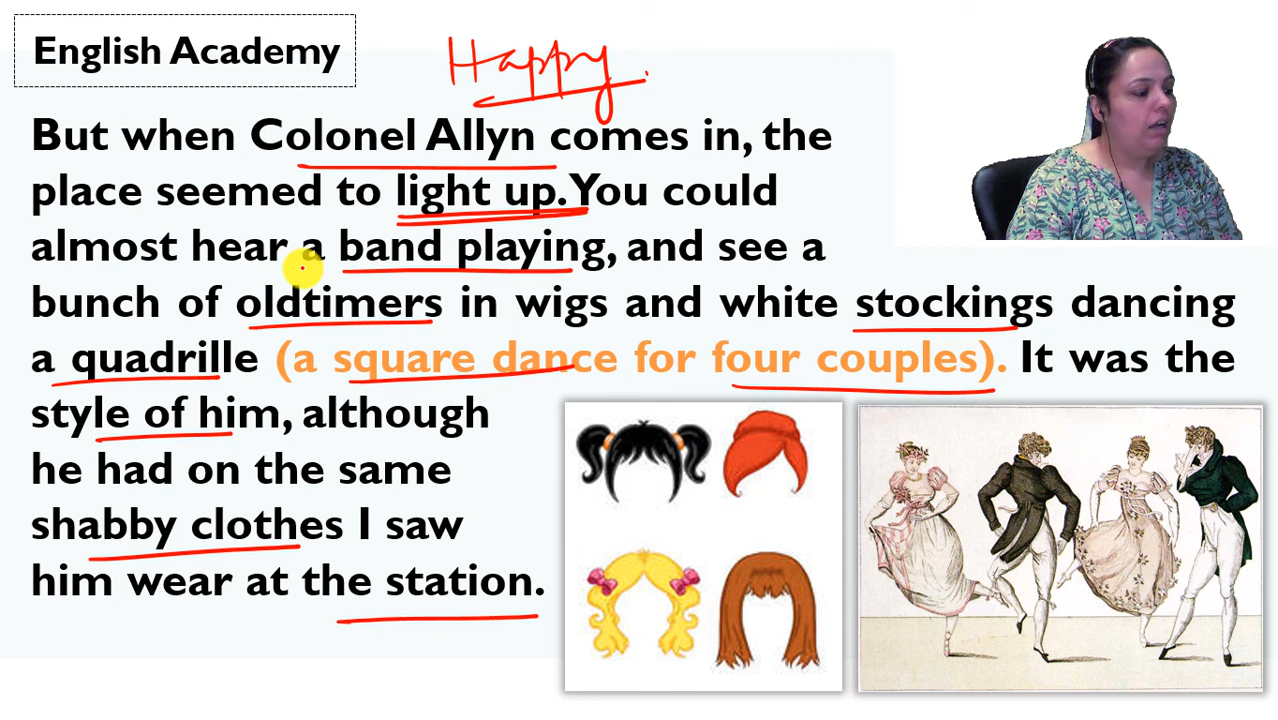 English Academy
Happy
But when Colonel Allyn comes in, the
place seemed to light up. You could
almost hear a band playing, and see a
bunch of oldtimers in wigs and white stockings dancing
a quadrille (a square dance for four couples). It was the
style of him, although
he had on the same
shabby clothes I saw
him wear at the station.